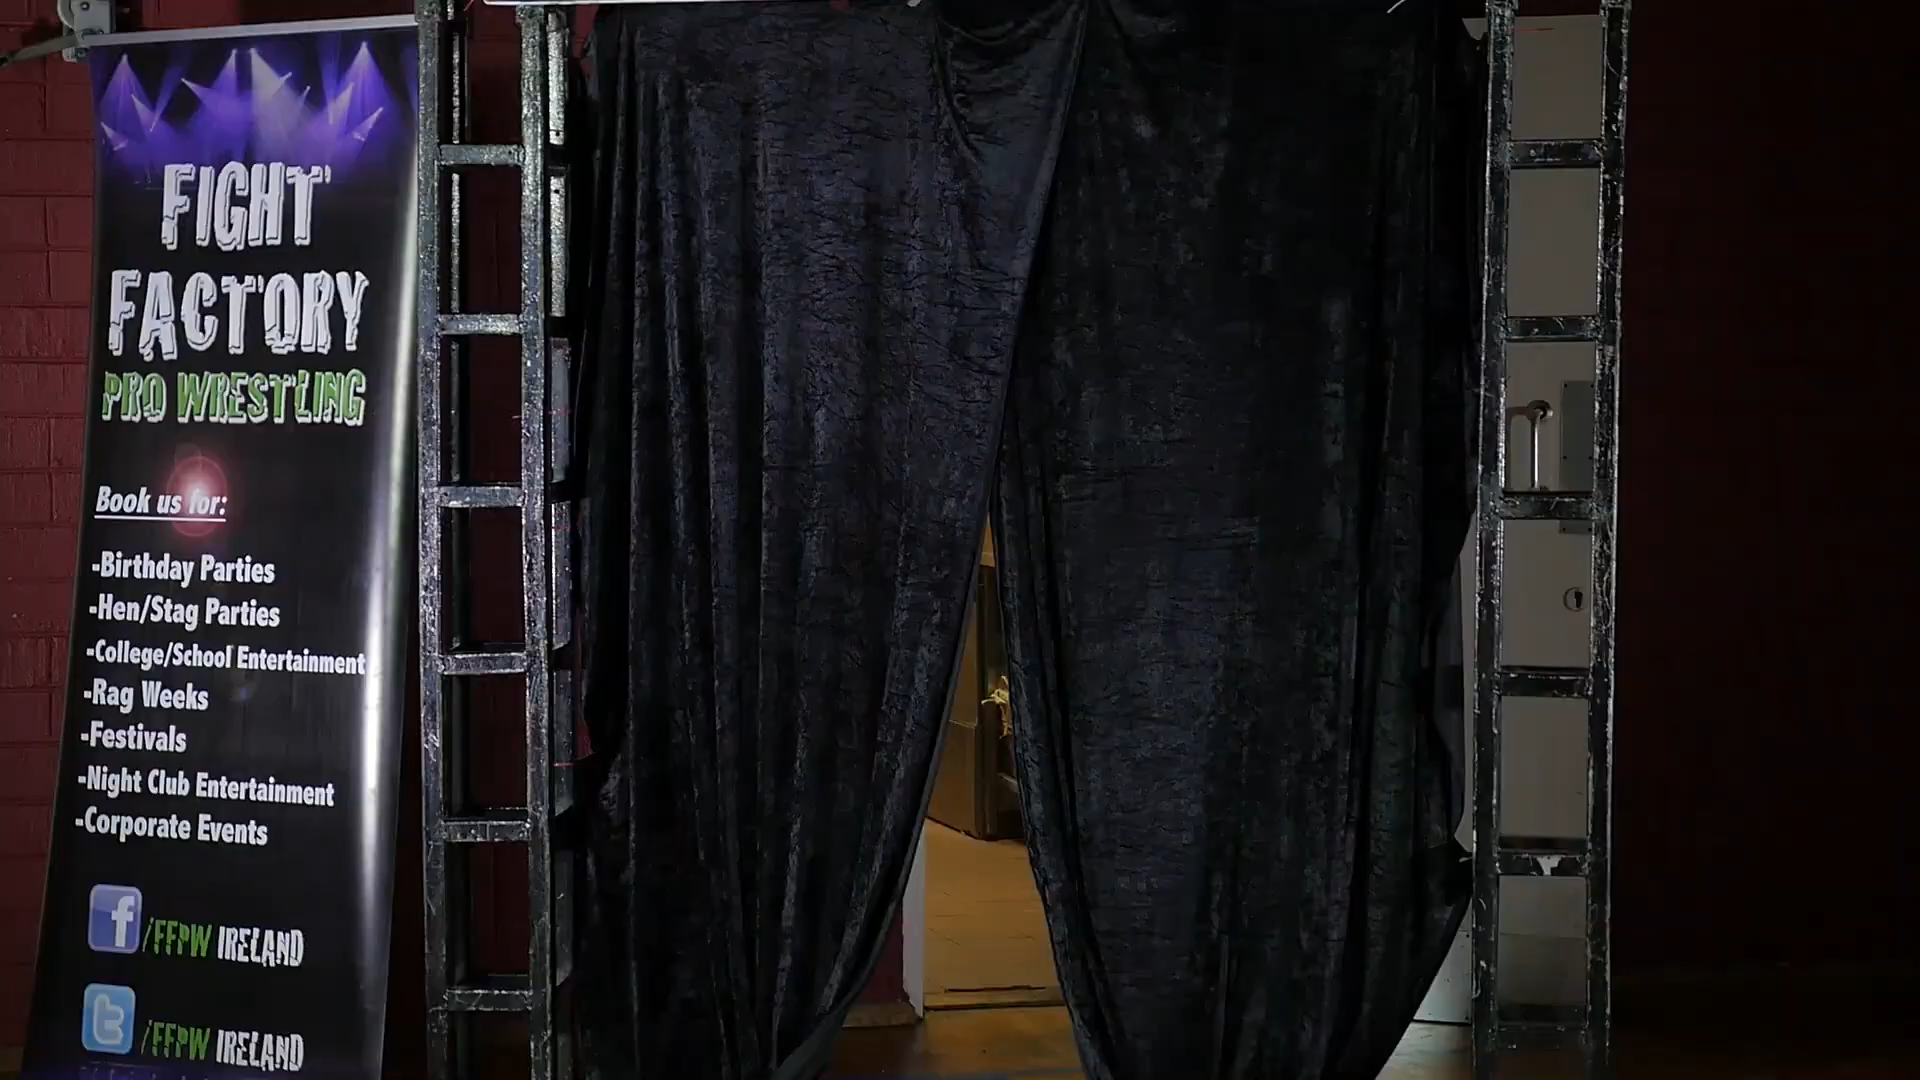 FIGHT
FACTORY
PRO WRESTLING
Book us for:
-Birthday Parties
-Hen/Stag Parties
-College/School Entertainment
-Rag Weeks
-Festivals
-Night Club Entertainment
-Corporate Events
f /FFPW IRELAND
t /FFPW IRELAND